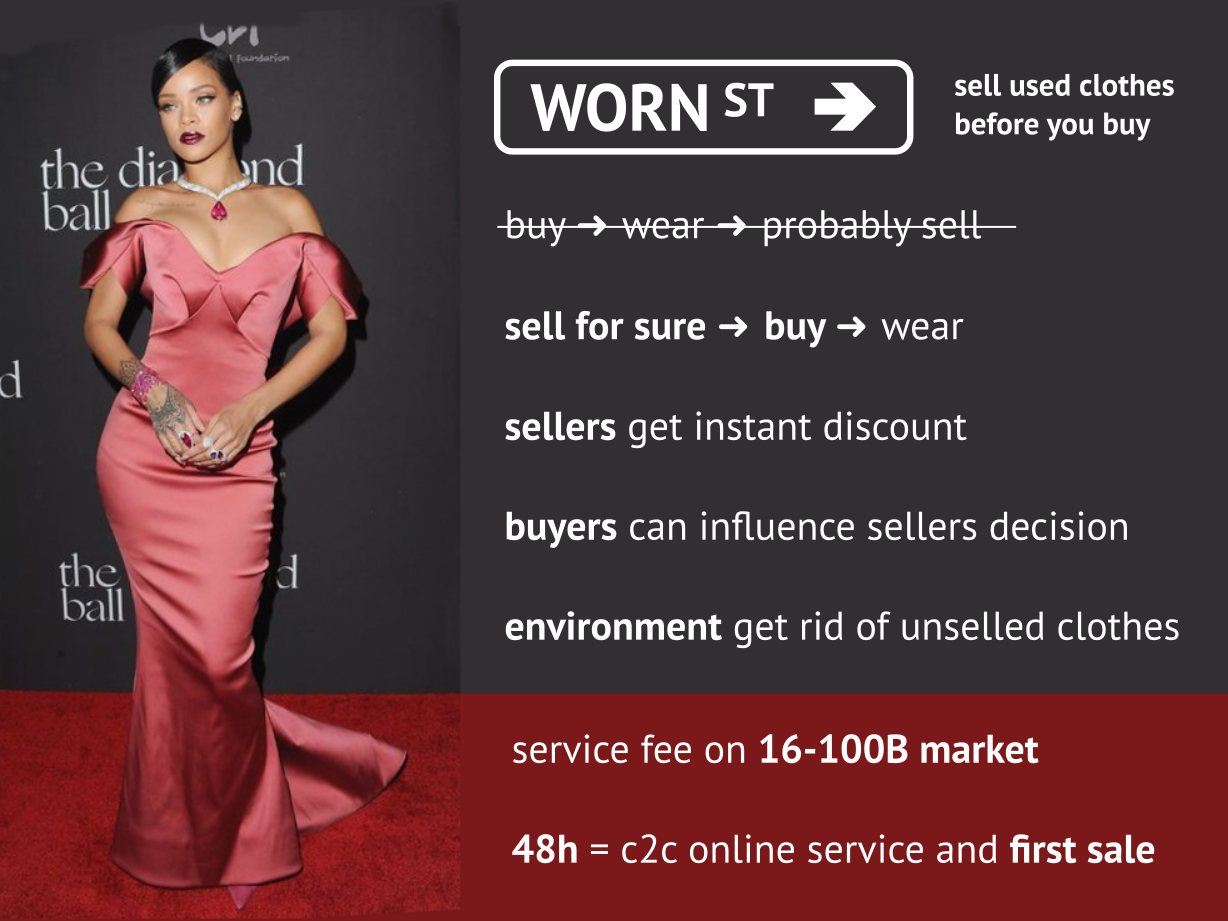 foundation
the dia nd
ball
d
the d
ball
WORN ST ➔
sell used clothes
before you buy
buy ➔ wear ➔ probably sell
sell for sure ➔ buy ➔ wear
sellers get instant discount
buyers can influence sellers decision
environment get rid of unselled clothes
service fee on 16-100B market
48h = c2c online service and first sale